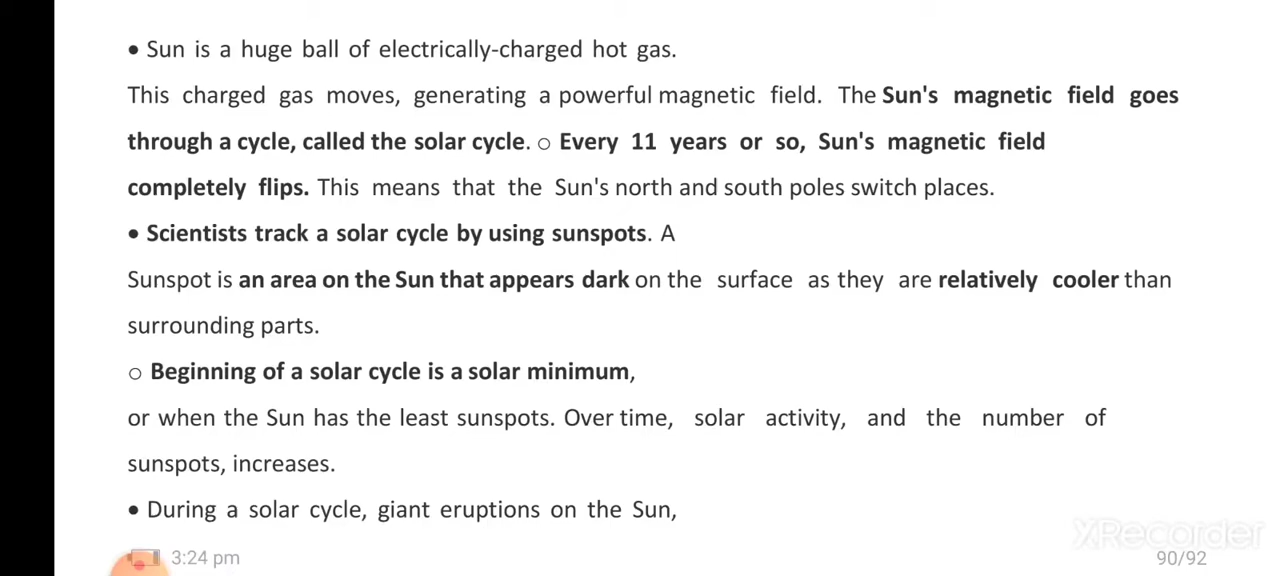 • Sun is a huge ball of electrically-charged hot gas.
This charged gas moves, generating a powerful magnetic field. The Sun's magnetic field goes
through a cycle, called the solar cycle. o Every 11 years or so, Sun's magnetic field
completely flips. This means that the Sun's north and south poles switch places.
• Scientists track a solar cycle by using sunspots. A
Sunspot is an area on the Sun that appears dark on the surface as they are relatively cooler than
surrounding parts.
o Beginning of a solar cycle is a solar minimum,
or when the Sun has the least sunspots. Over time, solar activity, and the number of
sunspots, increases.
• During a solar cycle, giant eruptions on the Sun,
XRecorder
3:24 pm 90/92